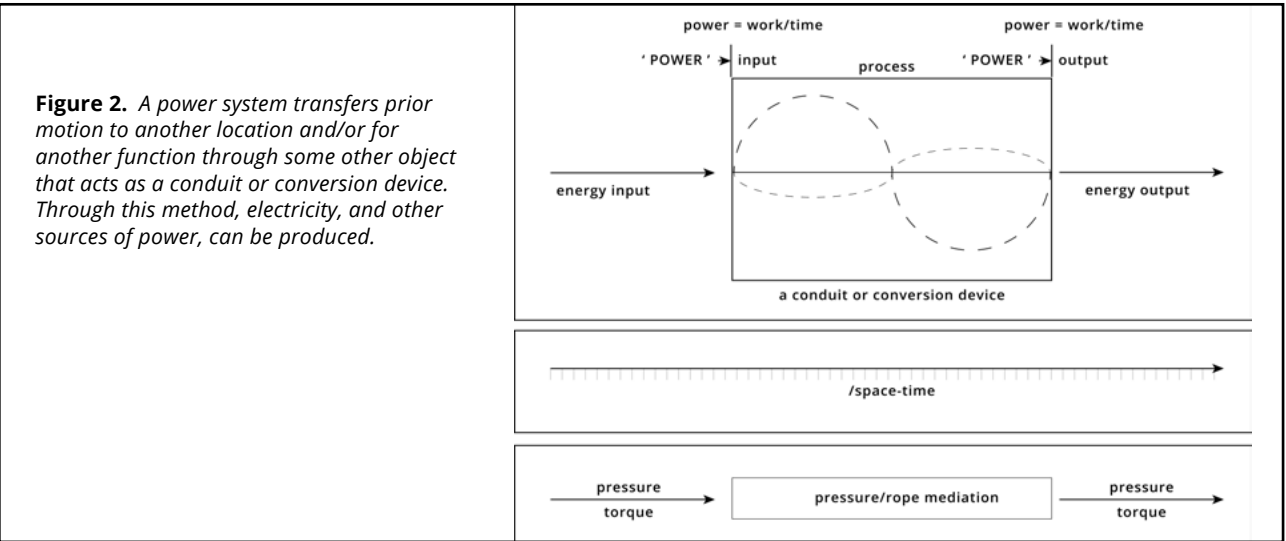 Figure 2. A power system transfers prior
motion to another location and/or for
another function through some other object
that acts as a conduit or conversion device.
Through this method, electricity, and other
sources of power, can be produced.
power = work/time
power = work/time
‘ POWER ’
input
process
‘ POWER ’
output
energy input
energy output
a conduit or conversion device
/space-time
pressure
torque
pressure/rope mediation
pressure
torque